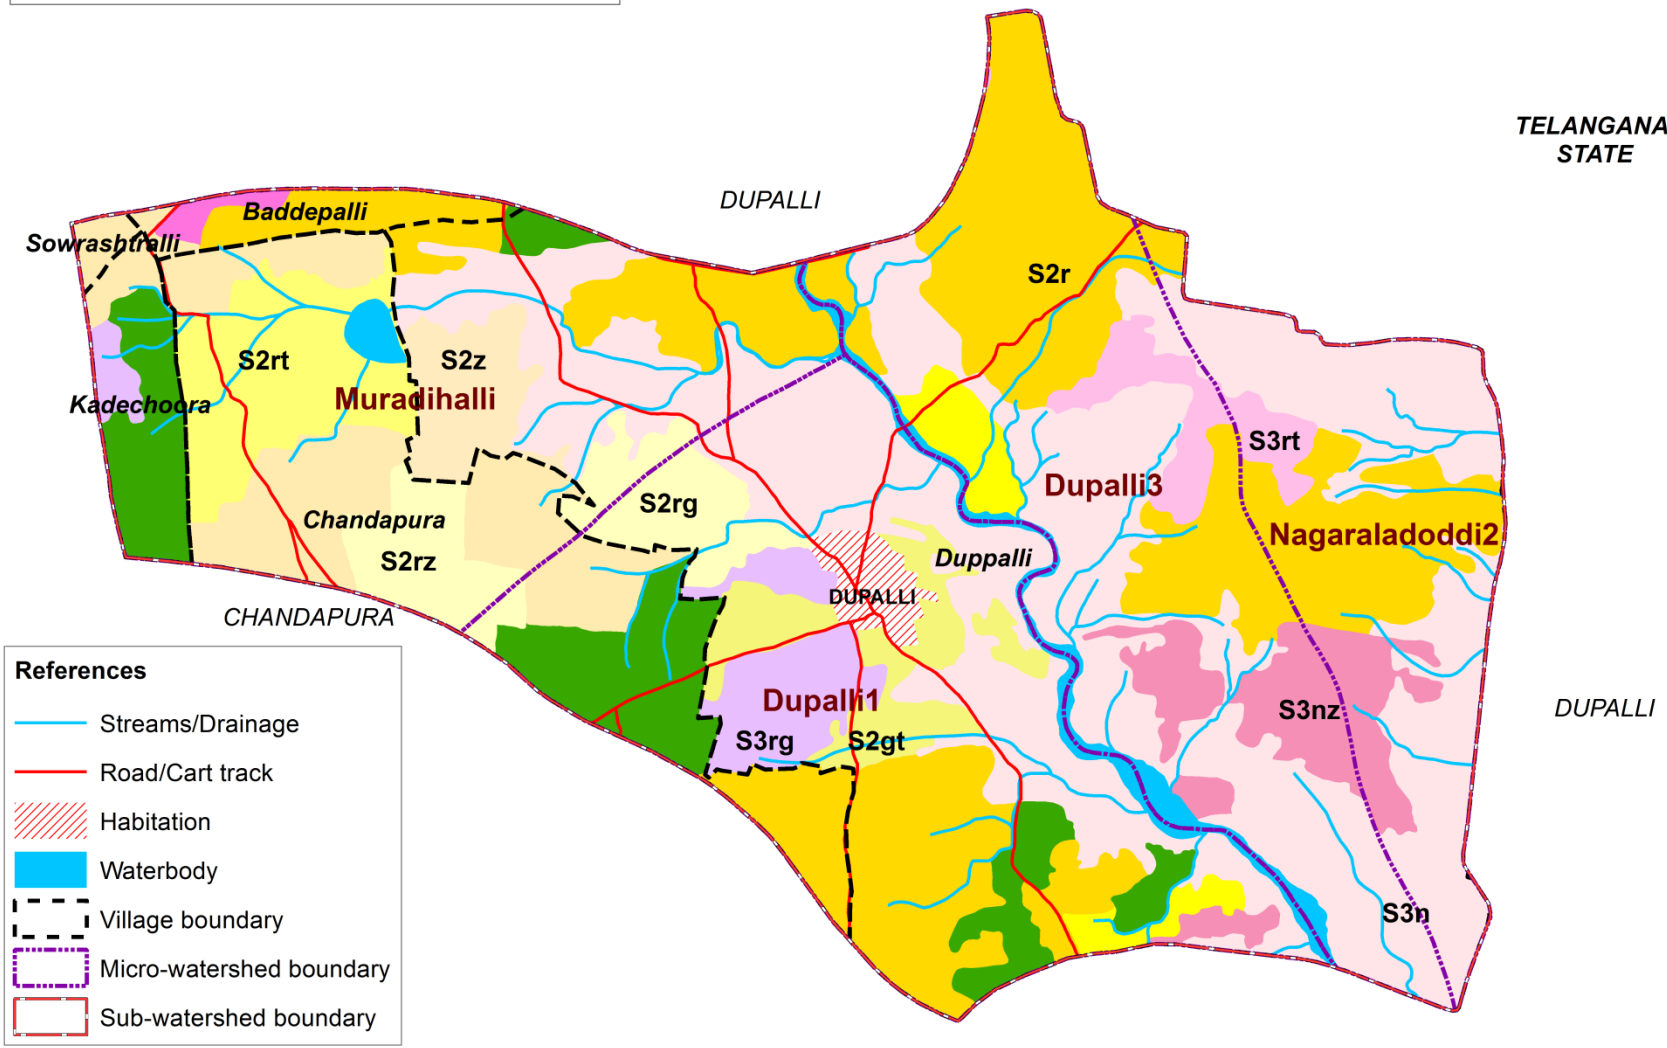 TELANGANA
STATE
DUPALLI
Baddepalli
Sowrashtralli
S2r
S2rt
S2z
Muradihalli
Kadechoora
S3rt
Dupalli3
S2rg
Chandapura
Nagaraladoddi2
S2rz
Duppalli
DUPALLI
CHANDAPURA
Dupalli1
S3nz
DUPALLI
S3rg
S2gt
S3n
References
Streams/Drainage
Road/Cart track
Habitation
Waterbody
Village boundary
Micro-watershed boundary
Sub-watershed boundary